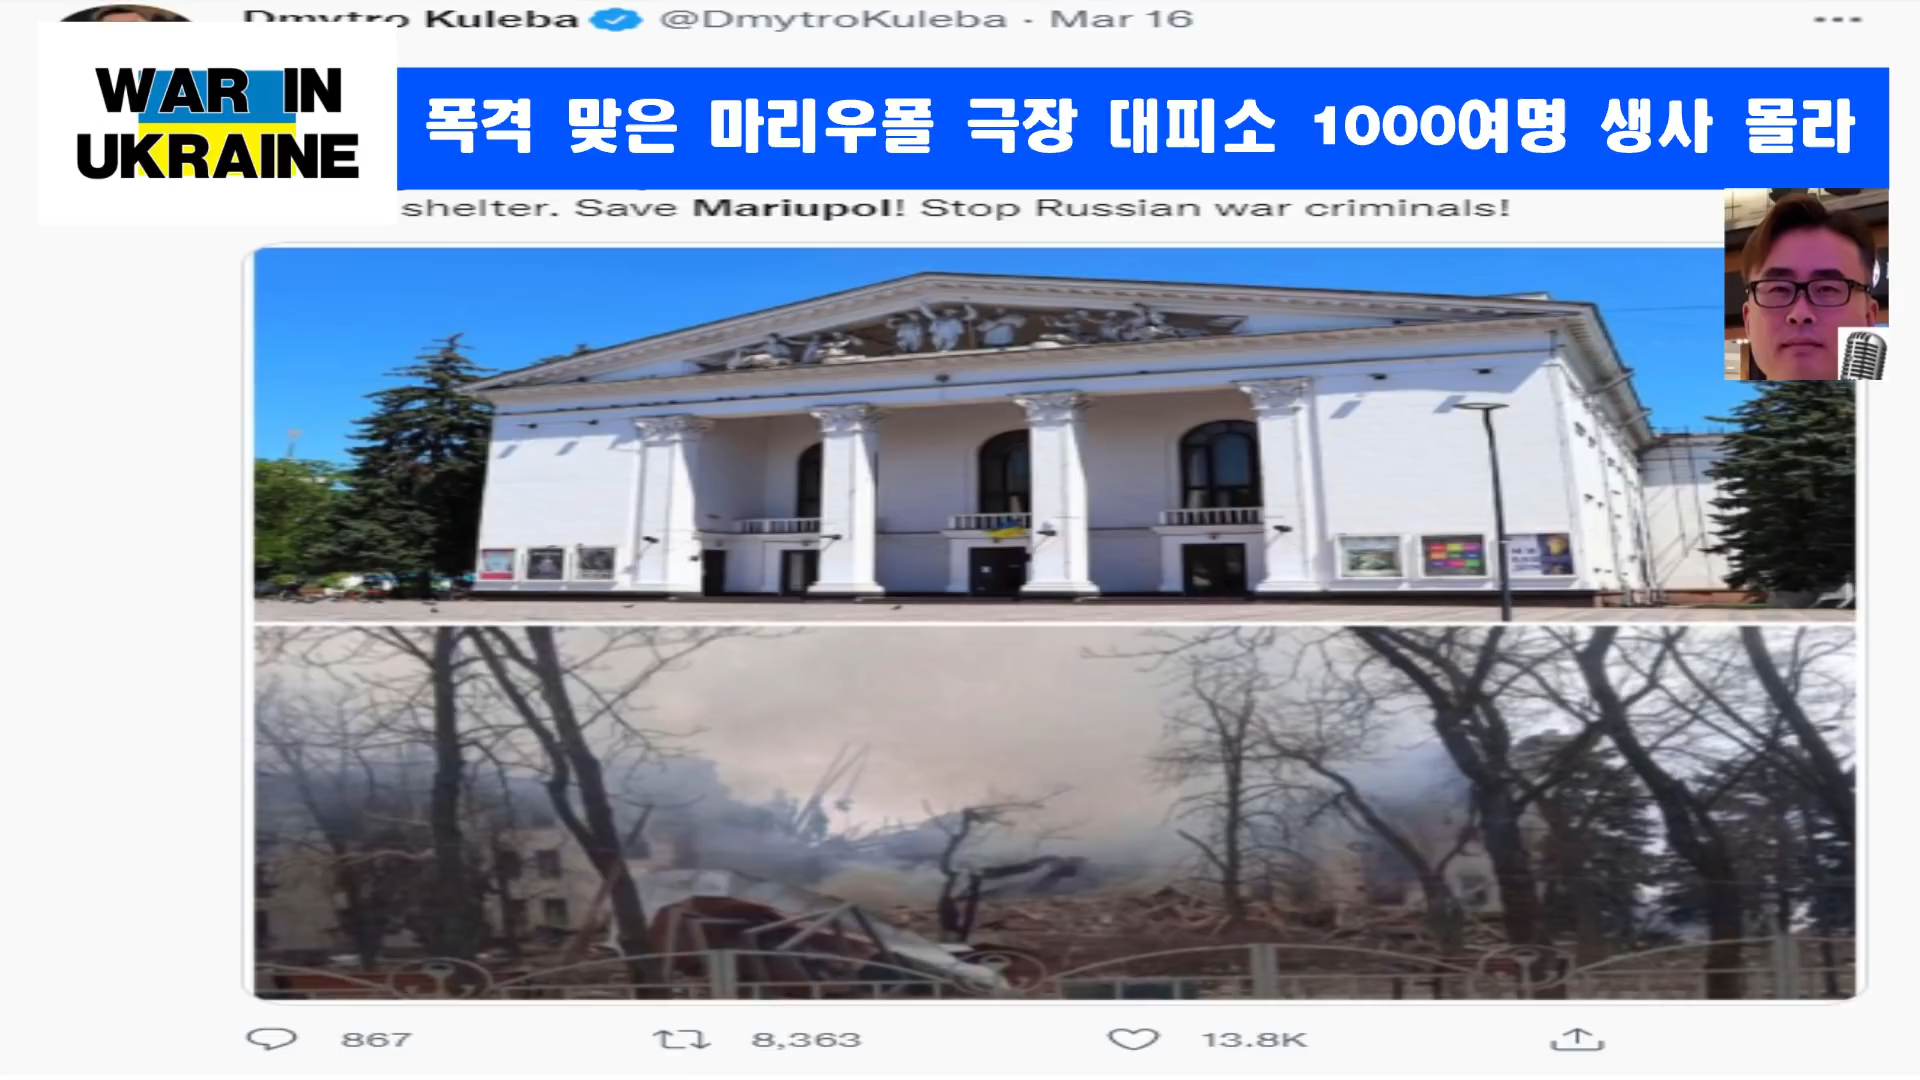 Dmytro Kuleba @DmytroKuleba · Mar 16
WAR IN
UKRAINE
폭격 맞은 마리우폴 극장 대피소 1000여명 생사 몰라
shelter. Save Mariupol! Stop Russian war criminals!
867
8,363
13.8K